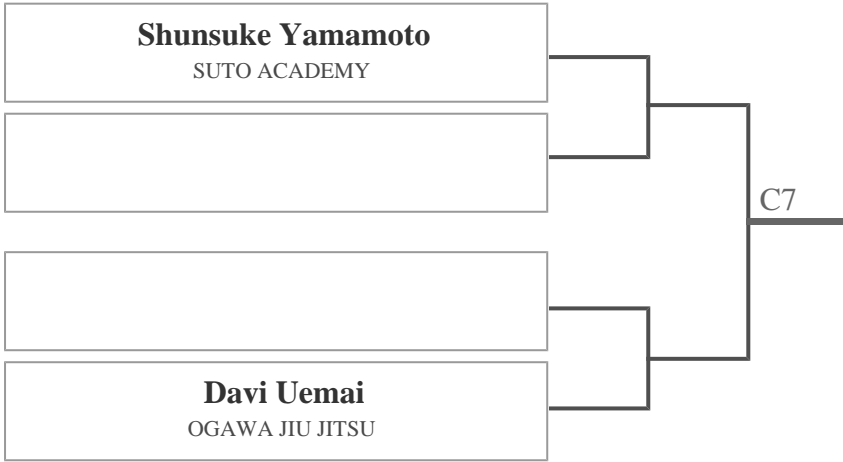 Shunsuke Yamamoto
SUTO ACADEMY
C7
Davi Uemai
OGAWA JIU JITSU